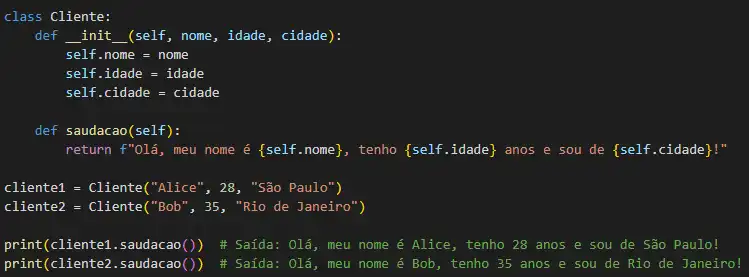 class Cliente:
    def __init__(self, nome, idade, cidade):
        self.nome = nome
        self.idade = idade
        self.cidade = cidade

    def saudacao(self):
        return f"Olá, meu nome é {self.nome}, tenho {self.idade} anos e sou de {self.cidade}!"

cliente1 = Cliente("Alice", 28, "São Paulo")
cliente2 = Cliente("Bob", 35, "Rio de Janeiro")

print(cliente1.saudacao())  # Saída: Olá, meu nome é Alice, tenho 28 anos e sou de São Paulo!
print(cliente2.saudacao())  # Saída: Olá, meu nome é Bob, tenho 35 anos e sou de Rio de Janeiro!